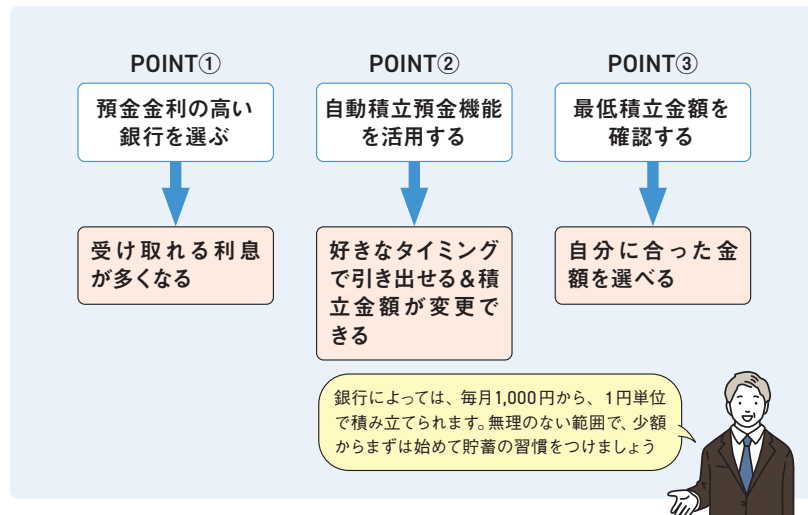 POINT①
預金金利の高い
銀行を選ぶ
受け取れる利息
が多くなる
POINT②
自動積立預金機能
を活用する
好きなタイミング
で引き出せる&積
立金額が変更で
きる
POINT③
最低積立金額を
確認する
自分に合った金
額を選べる
銀行によっては、毎月1,000円から、1円単位
で積み立てられます。無理のない範囲で、少額
からまずは始めて貯蓄の習慣をつけましょう